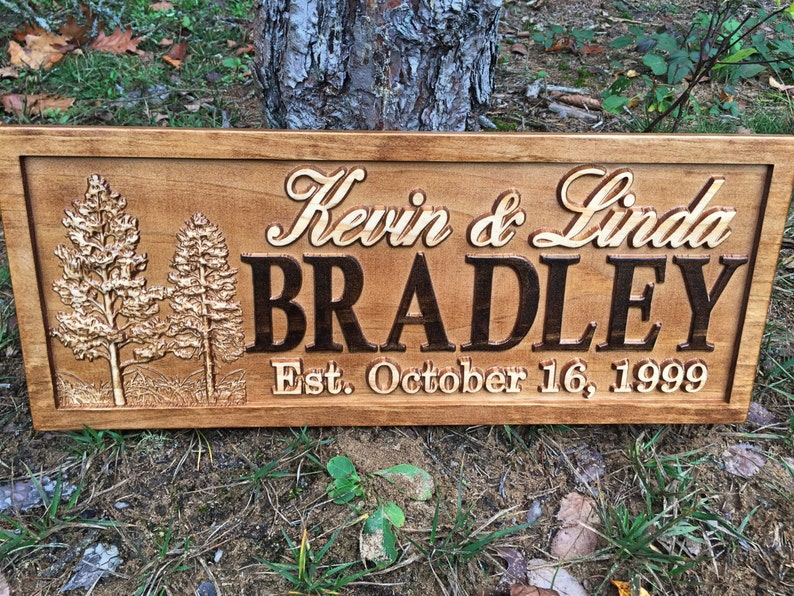 Kevin & Linda
BRADLEY
Est. October 16, 1999